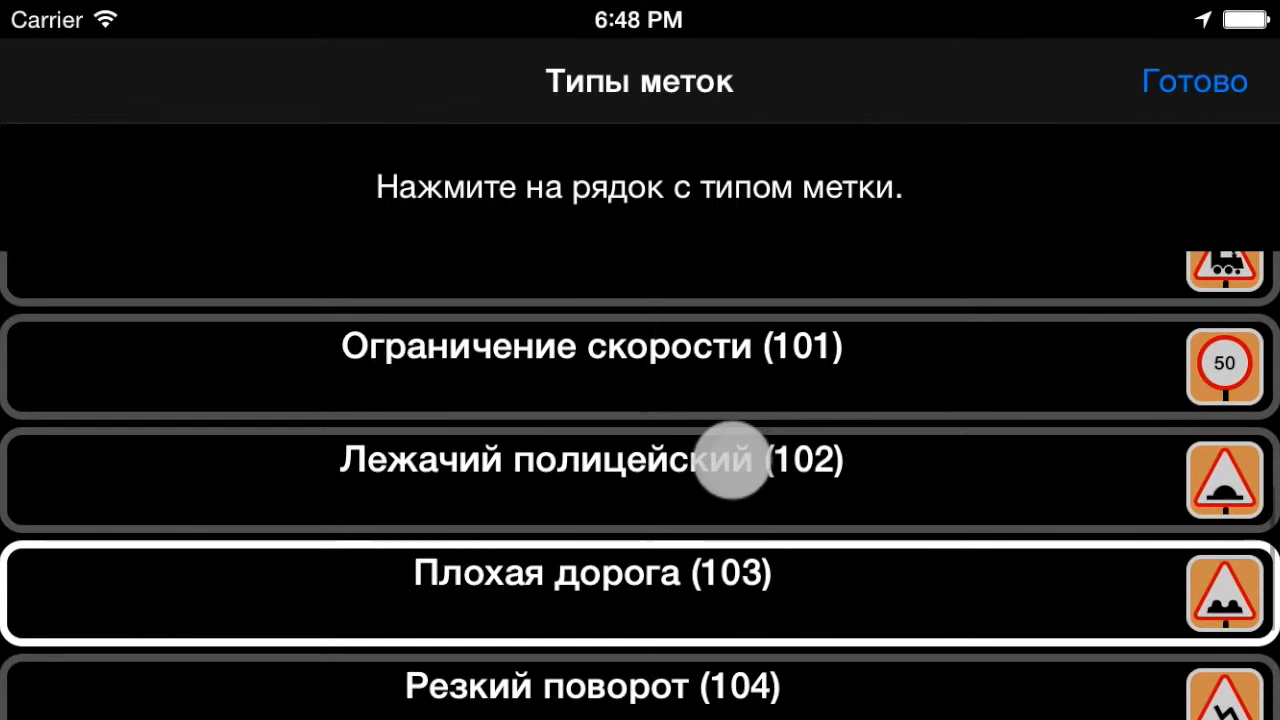 Carrier 6:48 PM
Типы меток Готово
Нажмите на рядок с типом метки.
Ограничение скорости (101)
50
Лежачий полицейский (102)
Плохая дорога (103)
Резкий поворот (104)